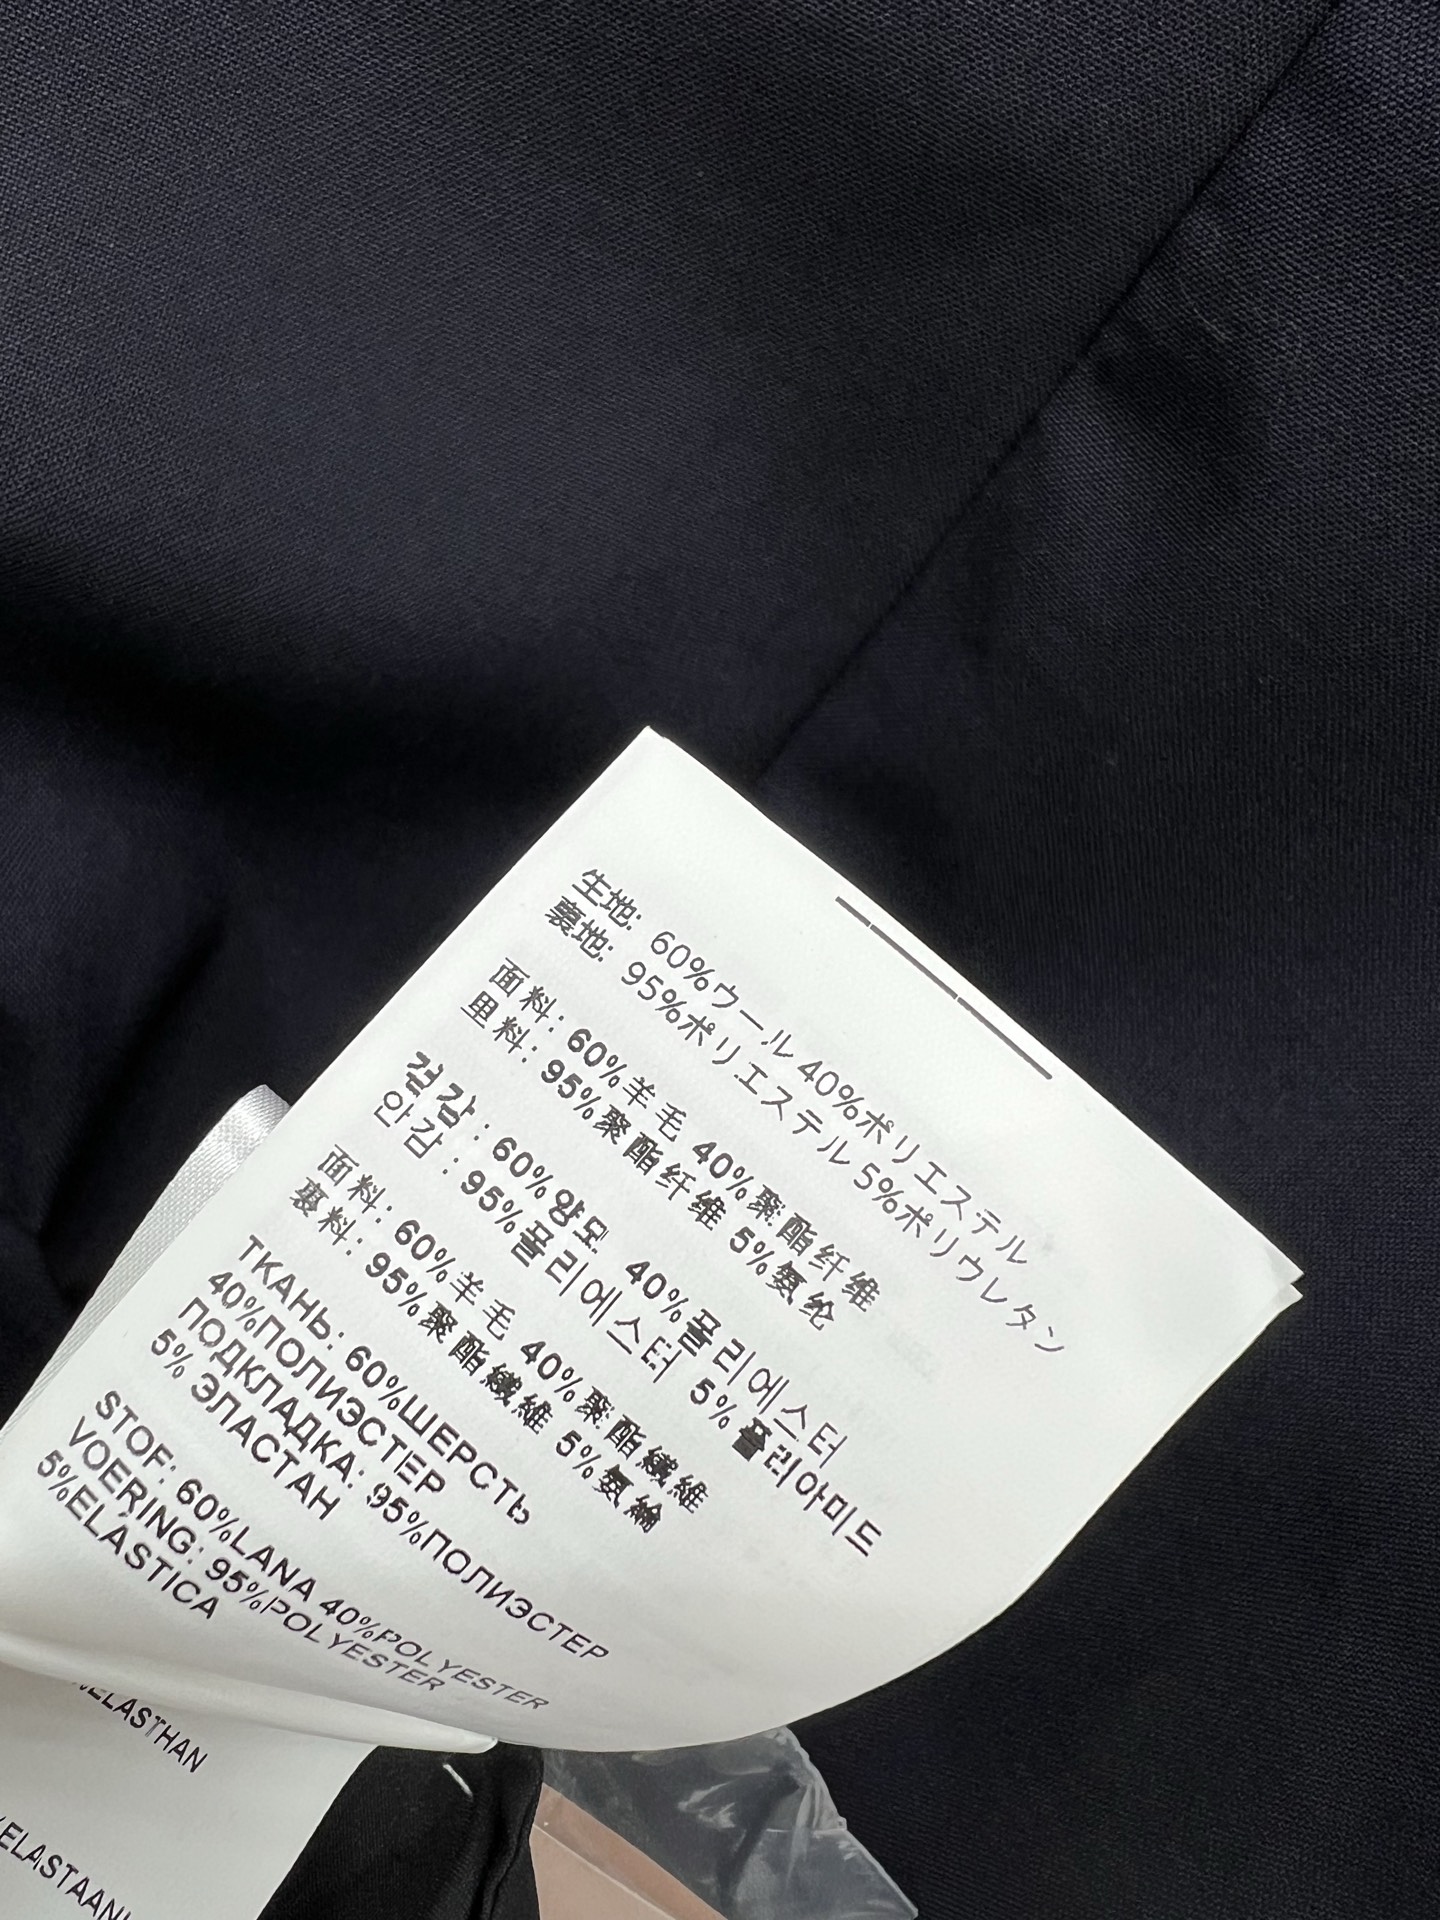 生地: 60%ウール 40%ポリエステル
裏地: 95%ポリエステル 5%ポリウレタン
面料: 60%羊毛 40%聚酯纤维
里料: 95%聚酯纤维 5%氨纶
겉감: 60%양모 40%폴리에스터
안감: 95%폴리에스터 5%폴리아미드
面料: 60%羊毛 40%聚酯纖維
裏料: 95%聚酯纖維 5%氨綸
ТКАНЬ: 60%ШЕРСТЬ
40%ПОЛИЭСТЕР
ПОДКЛАДКА: 95%ПОЛИЭСТЕР
5% ЭЛАСТАН
STOF: 60%LANA 40%POLYESTER
VOERING: 95%POLYESTER
5%ELASTICA
ELASTHAN